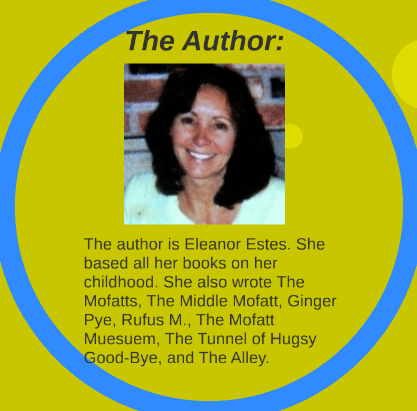 The Author:
The author is Eleanor Estes. She
based all her books on her
childhood. She also wrote The
Mofatts, The Middle Mofatt, Ginger
Pye, Rufus M., The Mofatt
Muesuem, The Tunnel of Hugsy
Good-Bye, and The Alley.